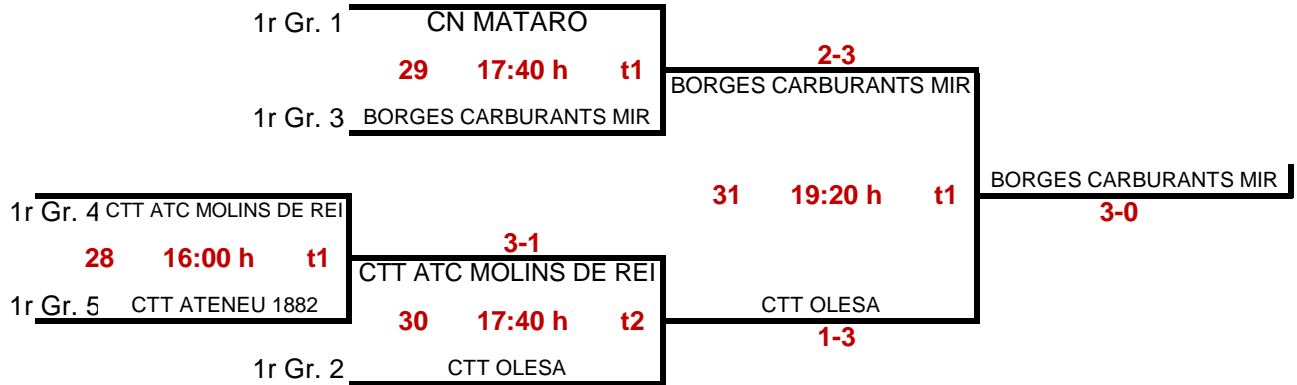 1r Gr. 1 CN MATARO
29 17:40 h t1
1r Gr. 3 BORGES CARBURANTS MIR
2-3
BORGES CARBURANTS MIR
31 19:20 h t1
BORGES CARBURANTS MIR
3-0
1r Gr. 4 CTT ATC MOLINS DE REI
28 16:00 h t1
1r Gr. 5 CTT ATENEU 1882
3-1
CTT ATC MOLINS DE REI
30 17:40 h t2
1r Gr. 2 CTT OLESA
CTT OLESA
1-3